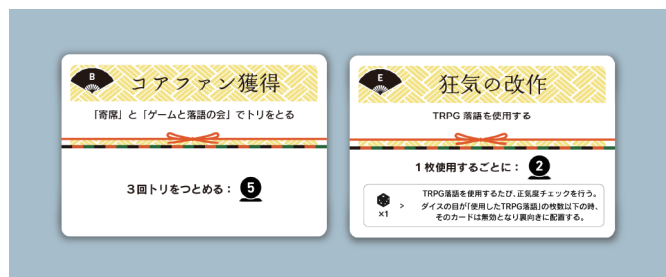 B
コアファン獲得
「寄席」と「ゲームと落語の会」でトリをとる
3回トリをつとめる： 5
E
狂気の改作
TRPG 落語を使用する
1枚使用するごとに： 2
×1 >
TRPG落語を使用するたび、正気度チェックを行う。
ダイスの目が「使用したTRPG落語」の枚数以下の時、
そのカードは無効となり裏向きに配置する。